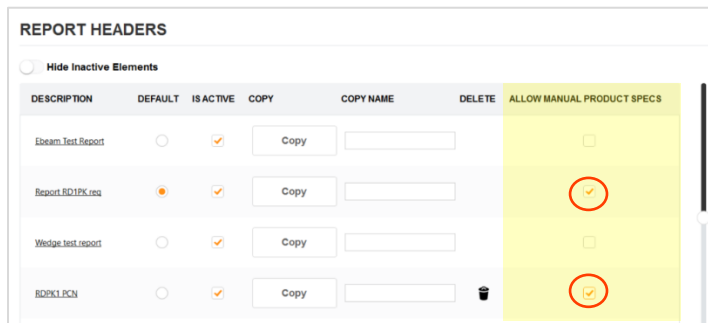 REPORT HEADERS
Hide Inactive Elements
DESCRIPTION DEFAULT IS ACTIVE COPY COPY NAME DELETE ALLOW MANUAL PRODUCT SPECS
Ebeam Test Report Copy
Report RD1PK req Copy
Wedge test report Copy
RDPK1 PCN Copy